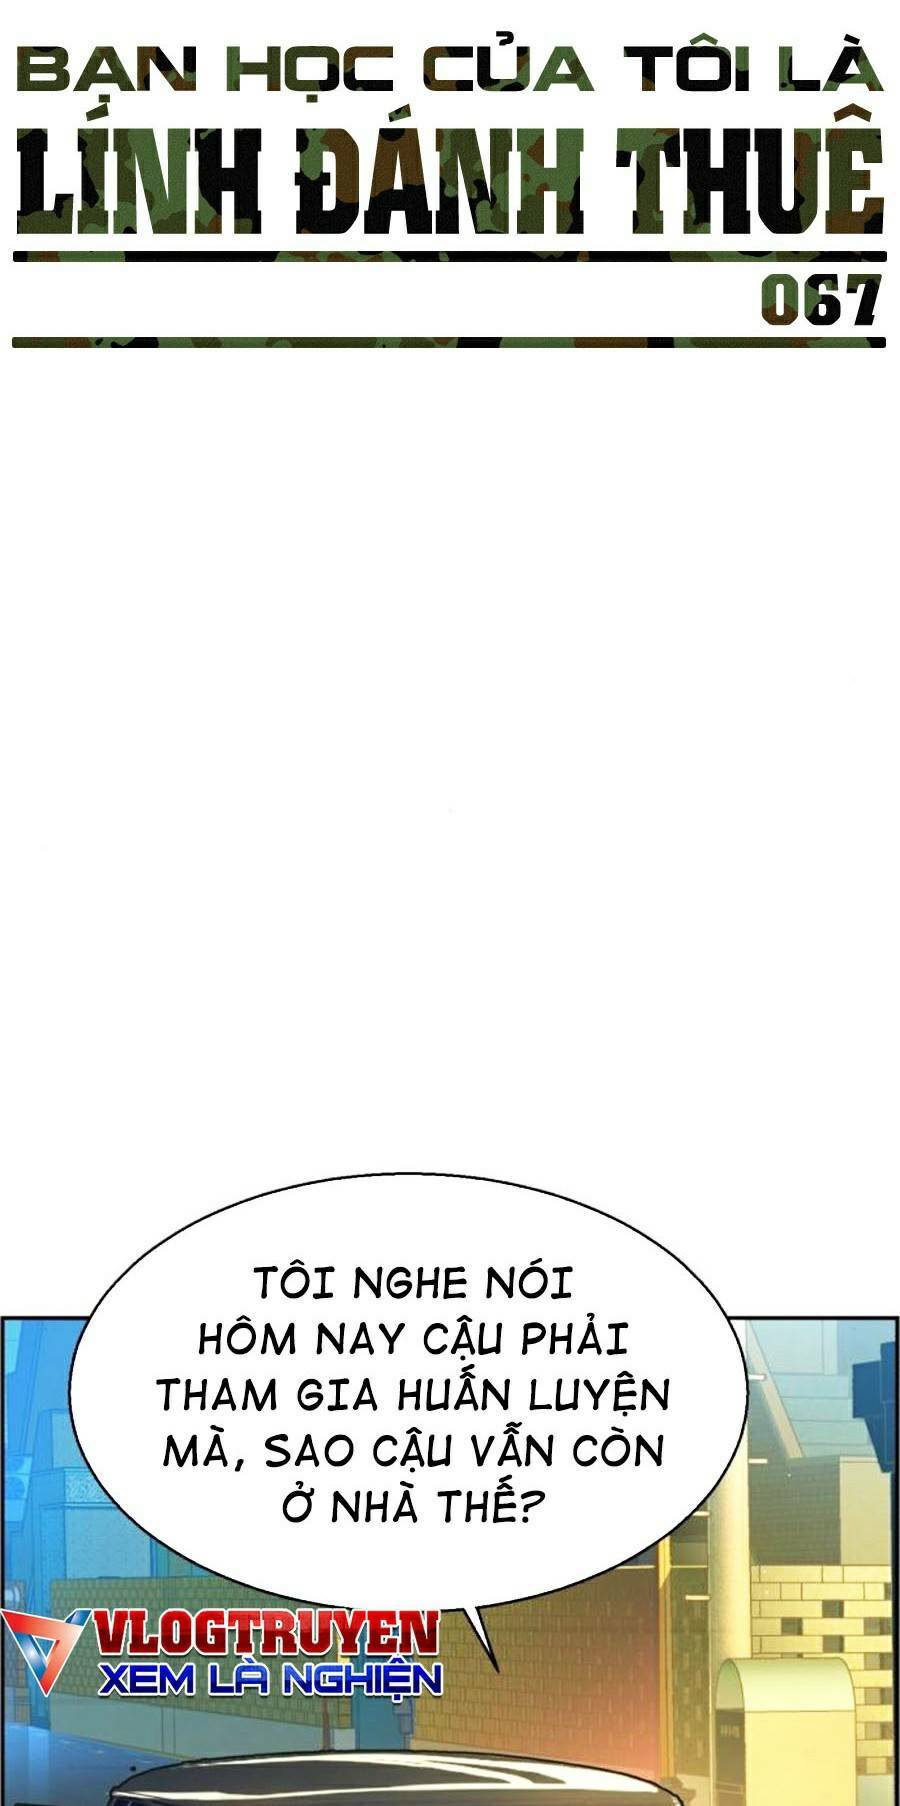 BẠN HỌC CỦA TÔI LÀ
LÍNH ĐÁNH THUÊ
067
TÔI NGHE NÓI
HÔM NAY CẬU PHẢI
THAM GIA HUẤN LUYỆN
MÀ, SAO CẬU VẪN CÒN
Ở NHÀ THẾ?
VLOGTRUYEN
XEM LÀ NGHIỆN